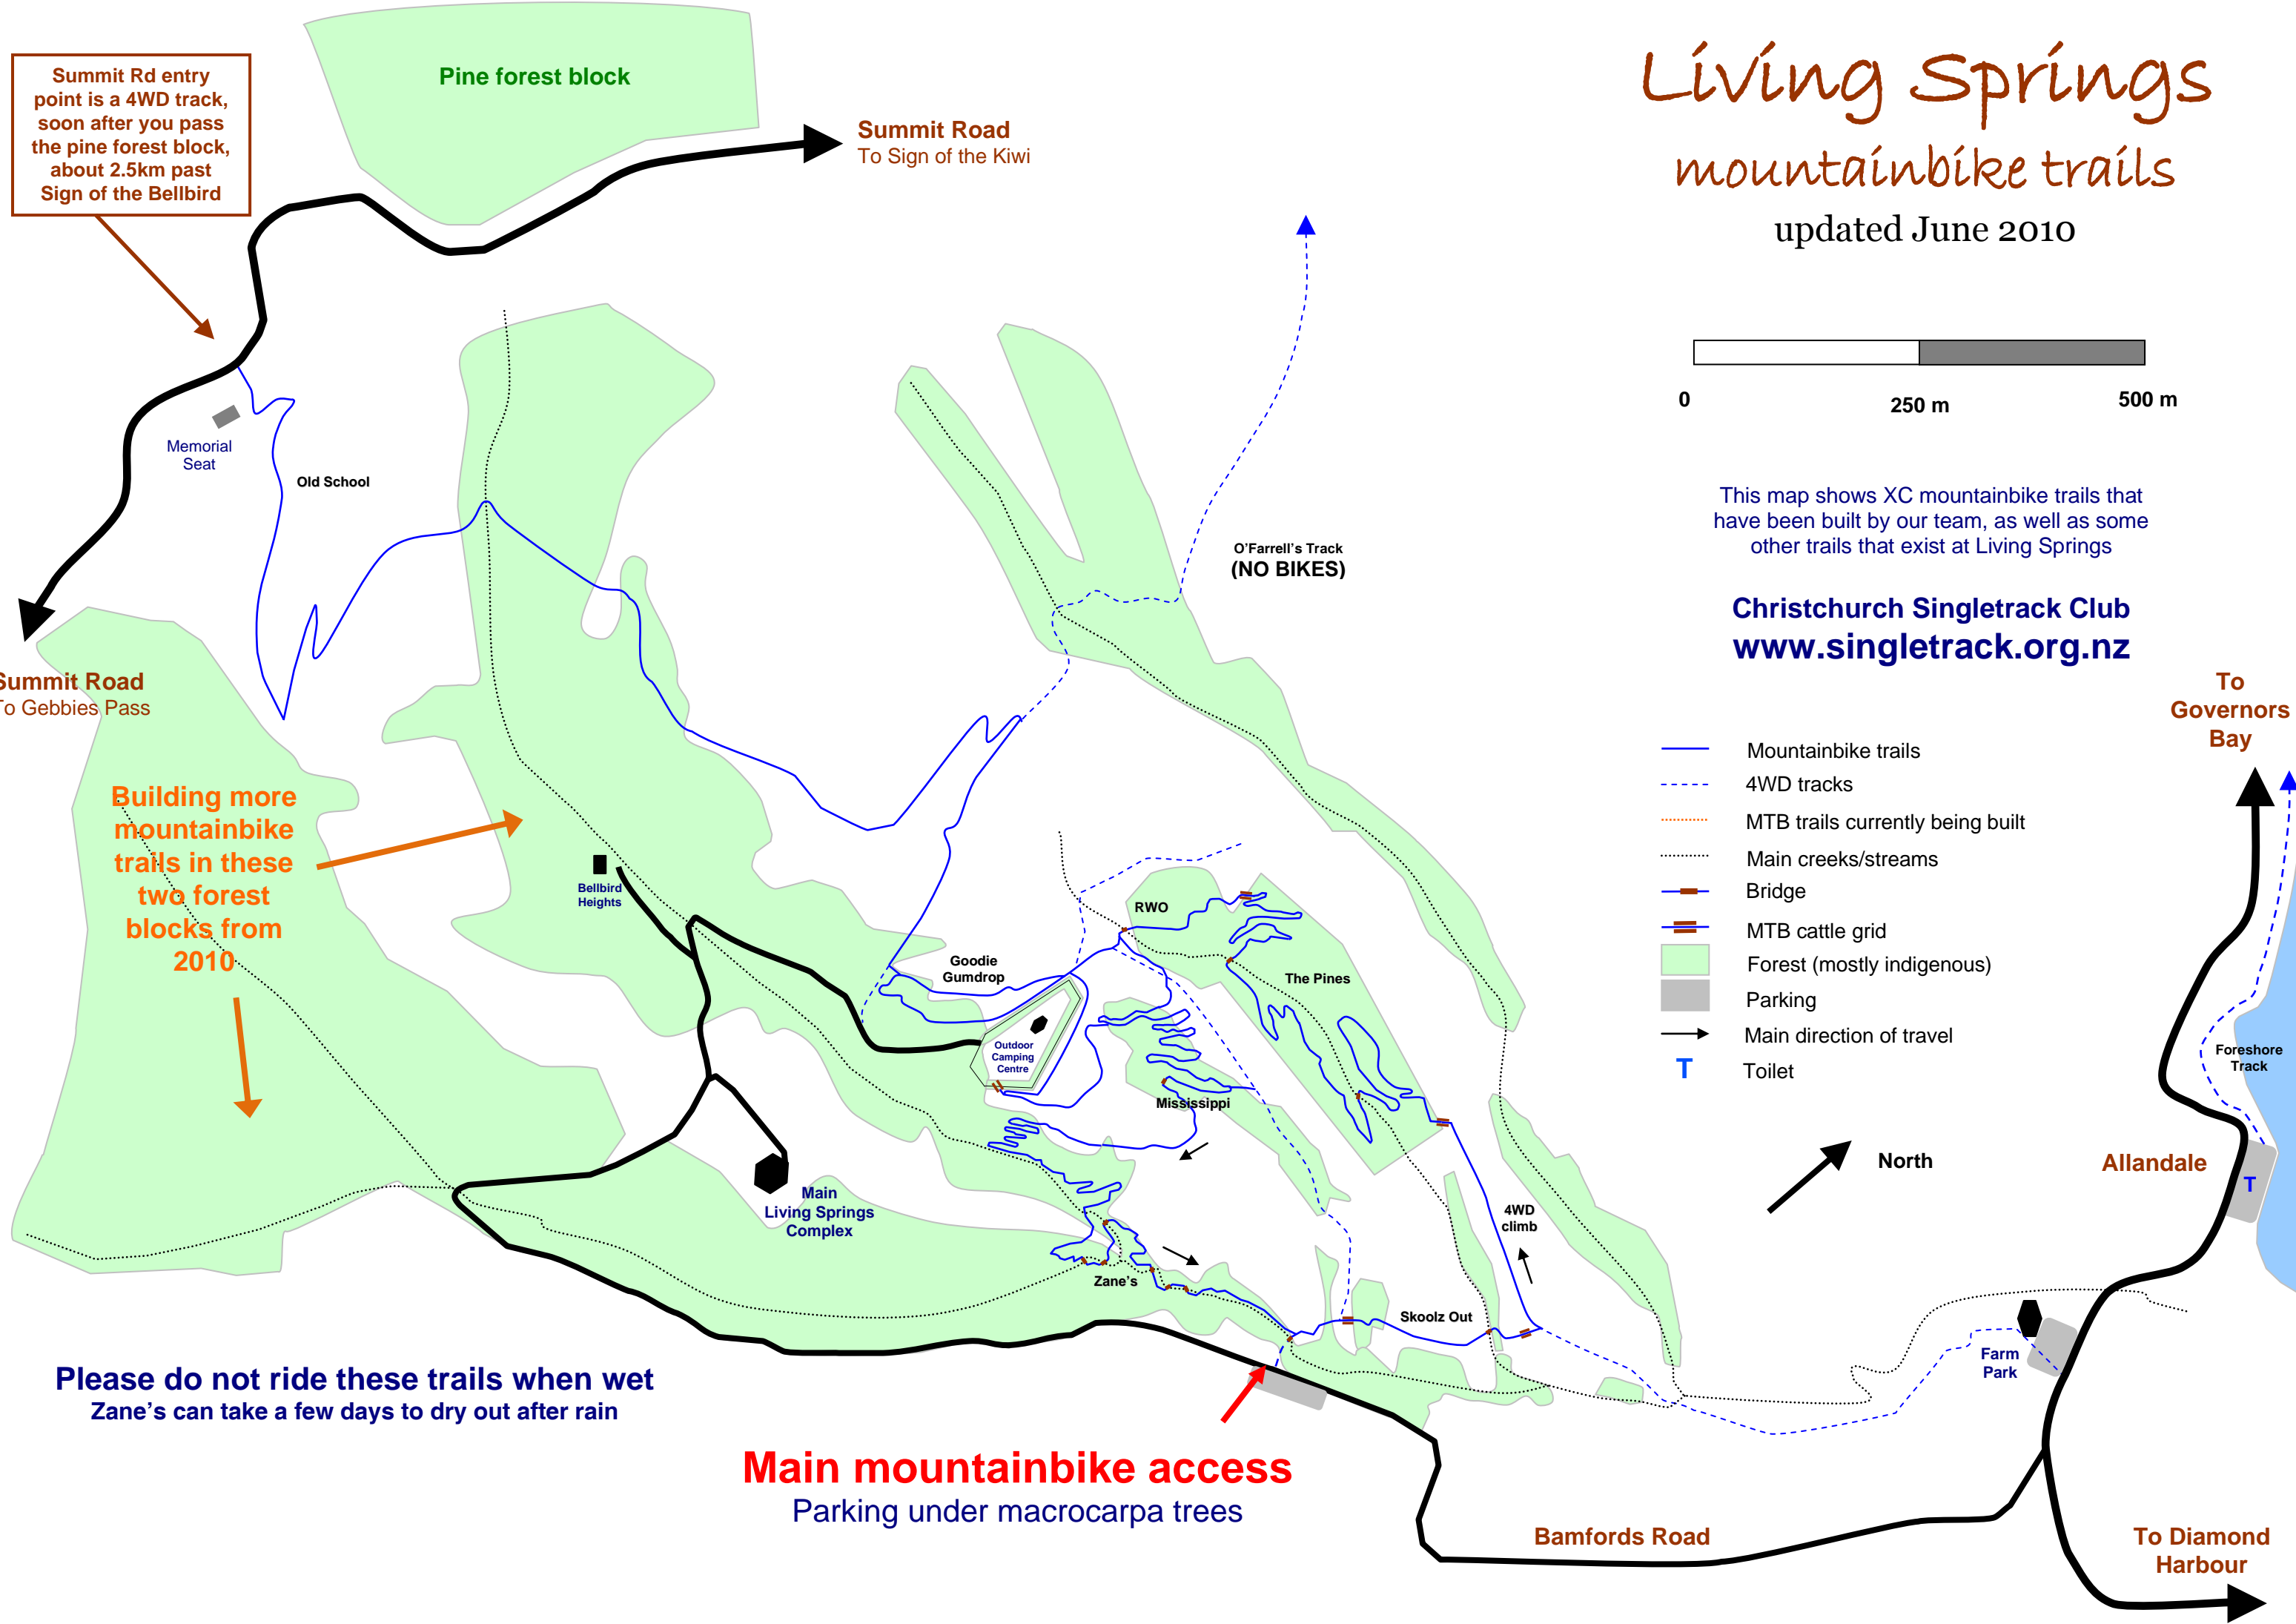 Living Springs
mountainbike trails
updated June 2010
Summit Rd entry
point is a 4WD track,
soon after you pass
the pine forest block,
about 2.5km past
Sign of the Bellbird
Pine forest block
Summit Road
To Sign of the Kiwi
0
250 m
500 m
Memorial
Seat
Old School
This map shows XC mountainbike trails that
have been built by our team, as well as some
other trails that exist at Living Springs
O'Farrell's Track
(NO BIKES)
Christchurch Singletrack Club
www.singletrack.org.nz
Summit Road
To Gebbies Pass
To
Governors
Bay
Mountainbike trails
4WD tracks
MTB trails currently being built
Main creeks/streams
Bridge
MTB cattle grid
Forest (mostly indigenous)
Parking
Main direction of travel
T
Toilet
Building more
mountainbike
trails in these
two forest
blocks from
2010
Bellbird
Heights
RWO
Goodie
Gumdrop
The Pines
Outdoor
Camping
Centre
Mississippi
Foreshore
Track
North
Allandale
T
Main
Living Springs
Complex
4WD
climb
Zane's
Skoolz Out
Farm
Park
Please do not ride these trails when wet
Zane's can take a few days to dry out after rain
Main mountainbike access
Parking under macrocarpa trees
Bamfords Road
To Diamond
Harbour